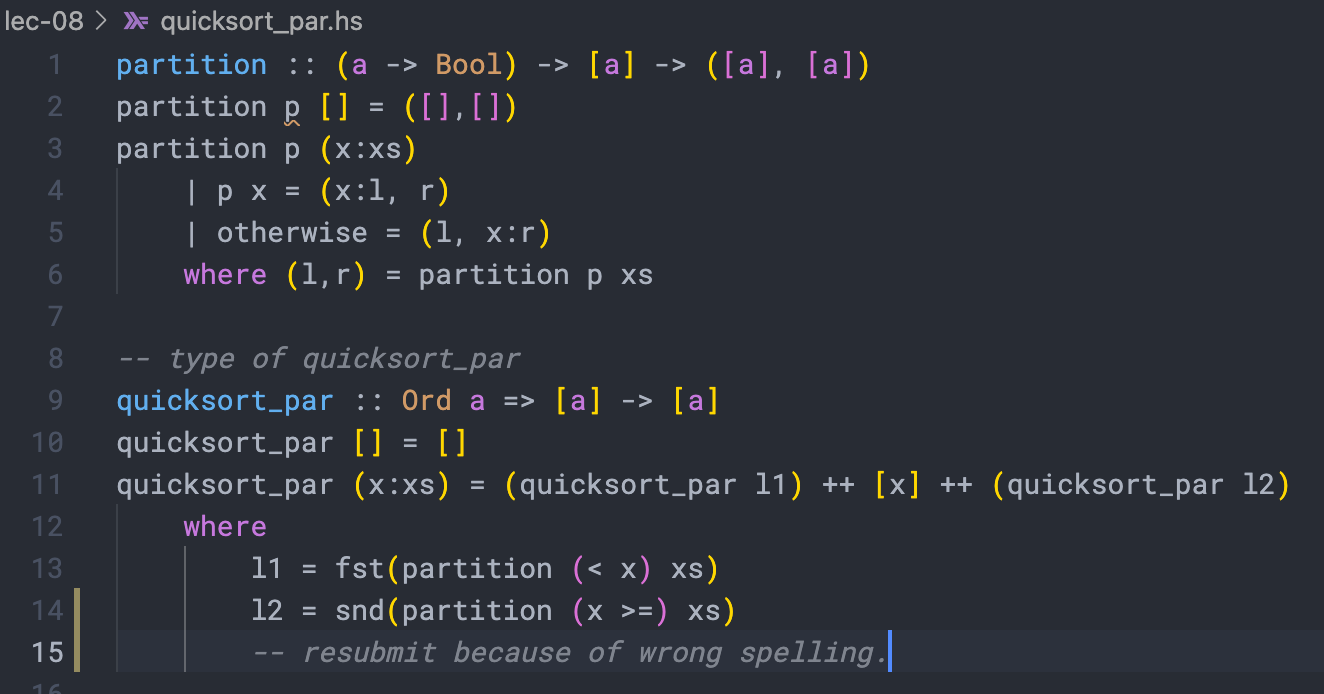 lec-08 > quicksort_par.hs
1 partition :: (a -> Bool) -> [a] -> ([a], [a])
2 partition p [] = ([],[])
3 partition p (x:xs)
4     | p x = (x:l, r)
5     | otherwise = (l, x:r)
6     where (l,r) = partition p xs
7
8 -- type of quicksort_par
9 quicksort_par :: Ord a => [a] -> [a]
10 quicksort_par [] = []
11 quicksort_par (x:xs) = (quicksort_par l1) ++ [x] ++ (quicksort_par l2)
12     where
13         l1 = fst(partition (< x) xs)
14         l2 = snd(partition (x >=) xs)
15         -- resubmit because of wrong spelling.
16